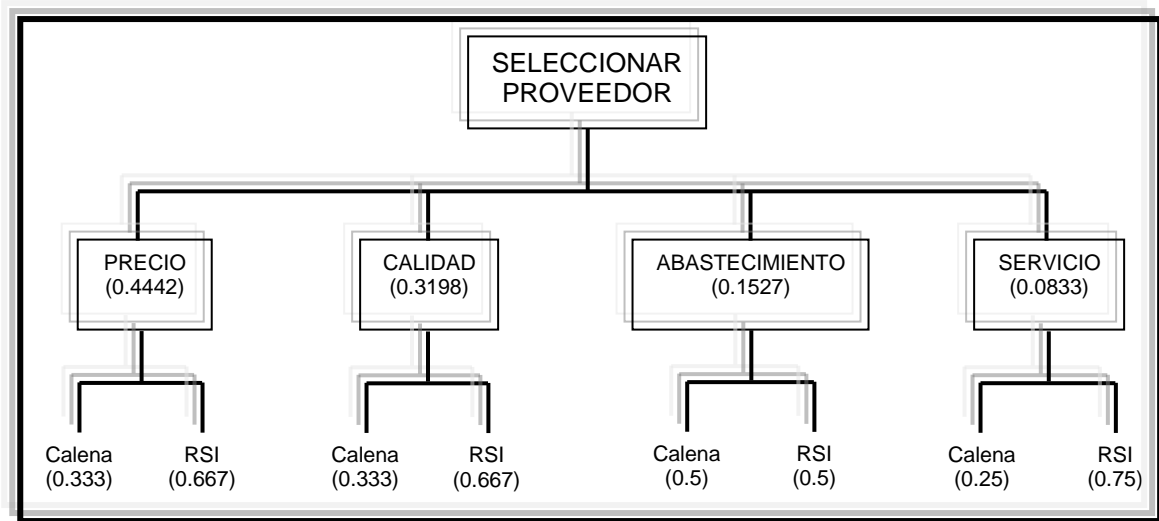 SELECCIONAR
PROVEEDOR
PRECIO
(0.4442)
CALIDAD
(0.3198)
ABASTECIMIENTO
(0.1527)
SERVICIO
(0.0833)
Calena
(0.333)
RSI
(0.667)
Calena
(0.333)
RSI
(0.667)
Calena
(0.5)
RSI
(0.5)
Calena
(0.25)
RSI
(0.75)